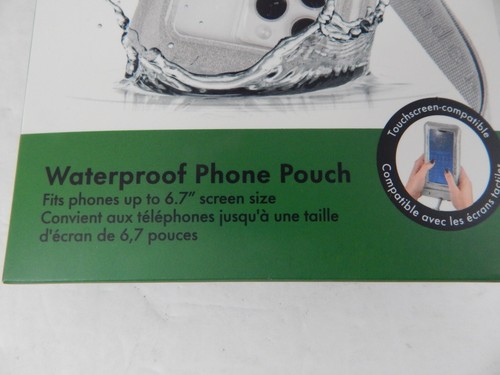 Touchscreen-compatible
Compatible avec les écrans tactiles
Waterproof Phone Pouch
Fits phones up to 6.7" screen size
Convient aux téléphones jusqu'à une taille
d'écran de 6,7 pouces